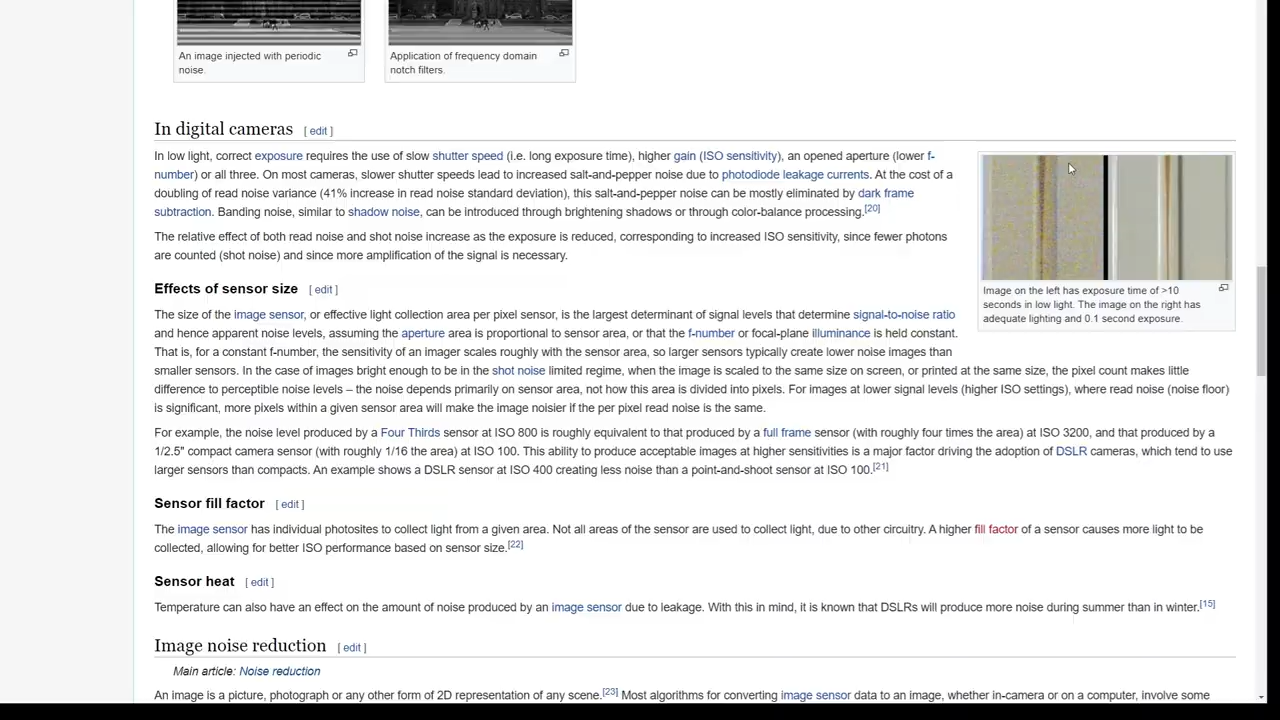 An image injected with periodic
noise.
Application of frequency domain
notch filters.
In digital cameras [ edit ]
In low light, correct exposure requires the use of slow shutter speed (i.e. long exposure time), higher gain (ISO sensitivity), an opened aperture (lower f-
number) or all three. On most cameras, slower shutter speeds lead to increased salt-and-pepper noise due to photodiode leakage currents. At the cost of a
doubling of read noise variance (41% increase in read noise standard deviation), this salt-and-pepper noise can be mostly eliminated by dark frame
subtraction. Banding noise, similar to shadow noise, can be introduced through brightening shadows or through color-balance processing.[20]
The relative effect of both read noise and shot noise increase as the exposure is reduced, corresponding to increased ISO sensitivity, since fewer photons
are counted (shot noise) and since more amplification of the signal is necessary.
Image on the left has exposure time of >10
seconds in low light. The image on the right has
adequate lighting and 0.1 second exposure.
Effects of sensor size [ edit ]
The size of the image sensor, or effective light collection area per pixel sensor, is the largest determinant of signal levels that determine signal-to-noise ratio
and hence apparent noise levels, assuming the aperture area is proportional to sensor area, or that the f-number or focal-plane illuminance is held constant.
That is, for a constant f-number, the sensitivity of an imager scales roughly with the sensor area, so larger sensors typically create lower noise images than
smaller sensors. In the case of images bright enough to be in the shot noise limited regime, when the image is scaled to the same size on screen, or printed at the same size, the pixel count makes little
difference to perceptible noise levels – the noise depends primarily on sensor area, not how this area is divided into pixels. For images at lower signal levels (higher ISO settings), where read noise (noise floor)
is significant, more pixels within a given sensor area will make the image noisier if the per pixel read noise is the same.
For example, the noise level produced by a Four Thirds sensor at ISO 800 is roughly equivalent to that produced by a full frame sensor (with roughly four times the area) at ISO 3200, and that produced by a
1/2.5" compact camera sensor (with roughly 1/16 the area) at ISO 100. This ability to produce acceptable images at higher sensitivities is a major factor driving the adoption of DSLR cameras, which tend to use
larger sensors than compacts. An example shows a DSLR sensor at ISO 400 creating less noise than a point-and-shoot sensor at ISO 100.[21]
Sensor fill factor [ edit ]
The image sensor has individual photosites to collect light from a given area. Not all areas of the sensor are used to collect light, due to other circuitry. A higher fill factor of a sensor causes more light to be
collected, allowing for better ISO performance based on sensor size.[22]
Sensor heat [ edit ]
Temperature can also have an effect on the amount of noise produced by an image sensor due to leakage. With this in mind, it is known that DSLRs will produce more noise during summer than in winter.[15]
Image noise reduction [ edit ]
Main article: Noise reduction
An image is a picture, photograph or any other form of 2D representation of any scene.[23] Most algorithms for converting image sensor data to an image, whether in-camera or on a computer, involve some